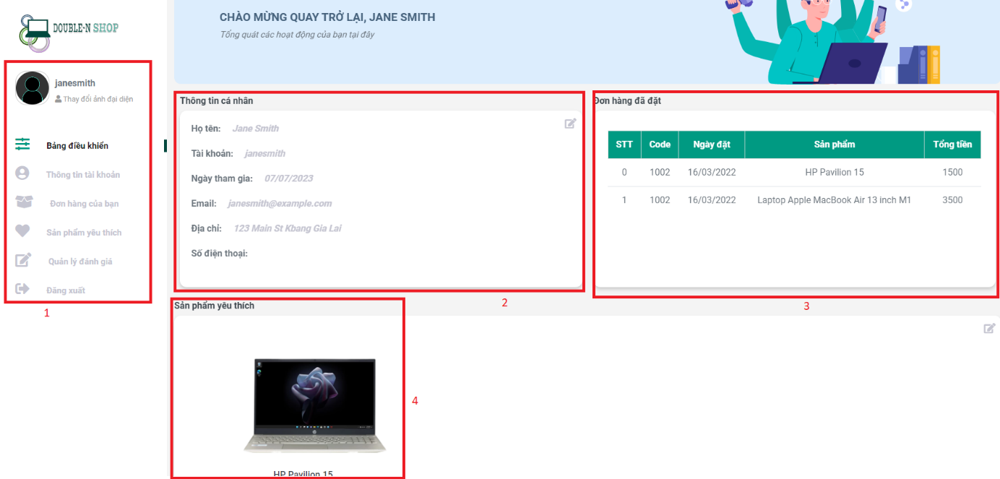 DOUBLE-N SHOP
janesmith
Thay đổi ảnh đại diện
Bảng điều khiển
Thông tin tài khoản
Đơn hàng của bạn
Sản phẩm yêu thích
Quản lý đánh giá
Đăng xuất
1
CHÀO MỪNG QUAY TRỞ LẠI, JANE SMITH
Tổng quát các hoạt động của bạn tại đây
Thông tin cá nhân
Họ tên: Jane Smith
Tài khoản: janesmith
Ngày tham gia: 07/07/2023
Email: janesmith@example.com
Địa chỉ: 123 Main St Kbang Gia Lai
Số điện thoại:
2
Đơn hàng đã đặt
STT Code Ngày đặt Sản phẩm Tổng tiền
0 1002 16/03/2022 HP Pavilion 15 1500
1 1002 16/03/2022 Laptop Apple MacBook Air 13 inch M1 3500
3
Sản phẩm yêu thích
HP Pavilion 15
4